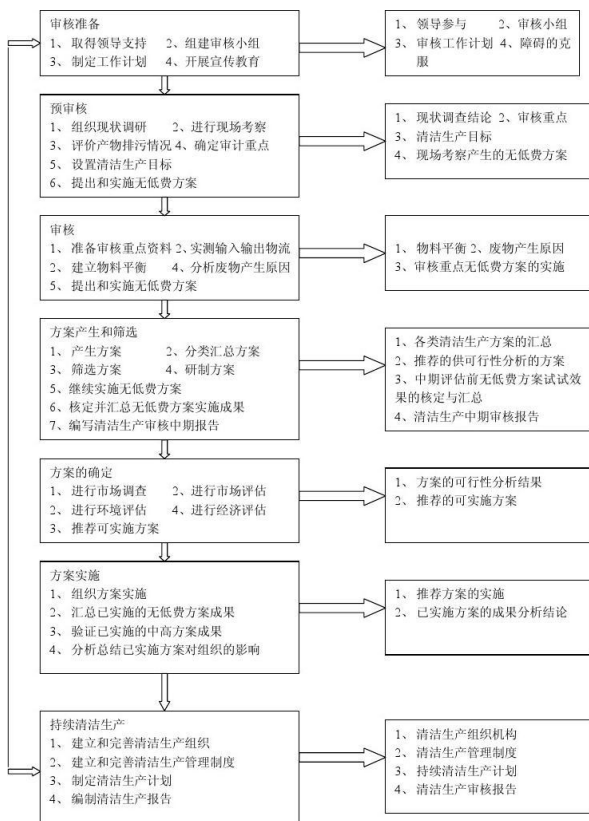 审核准备
1、 取得领导支持 2、组建审核小组
3、 制定工作计划 4、开展宣传教育
1、 领导参与 2、审核小组
3、 审核工作计划 4、障碍的克
服
预审核
1、 组织现状调研 2、进行现场考察
3、 评价产物排污情况 4、确定审计重点
5、 设置清洁生产目标
6、 提出和实施无低费方案
1、 现状调查结论 2、审核重点
3、 清洁生产目标
4、 现场考察产生的无低费方案
审核
1、 准备审核重点资料 2、实测输入输出物流
2、 建立物料平衡 4、分析废物产生原因
5、 提出和实施无低费方案
1、 物料平衡 2、废物产生原因
3、 审核重点无低费方案的实施
方案产生和筛选
1、 产生方案 2、分类汇总方案
3、 筛选方案 4、研制方案
5、继续实施无低费方案
6、核定并汇总无低费方案实施成果
7、编写清洁生产审核中期报告
1、各类清洁生产方案的汇总
2、推荐的供可行性分析的方案
3、中期评估前无低费方案试试效
果的核定与汇总
4、清洁生产中期审核报告
方案的确定
1、 进行市场调查 2、进行市场评估
2、 进行环境评估 4、进行经济评估
3、 推荐可实施方案
1、 方案的可行性分析结果
2、 推荐的可实施方案
方案实施
1、 组织方案实施
2、 汇总已实施的无低费方案成果
3、 验证已实施的中高方案成果
4、 分析总结已实施方案对组织的影响
1、 推荐方案的实施
2、 已实施方案的成果分析结论
持续清洁生产
1、 建立和完善清洁生产组织
2、 建立和完善清洁生产管理制度
3、 制定清洁生产计划
4、 编制清洁生产报告
1、 清洁生产组织机构
2、 清洁生产管理制度
3、 持续清洁生产计划
4、 清洁生产审核报告